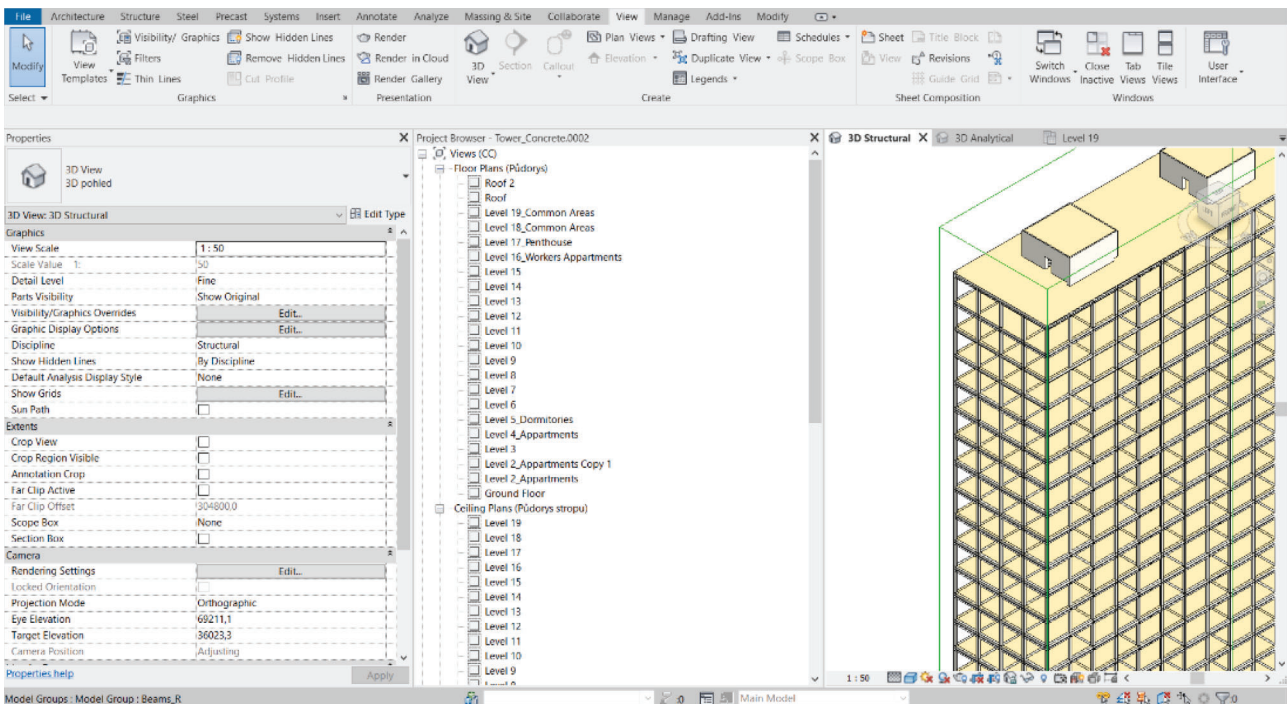 File Architecture Structure Steel Precast Systems Insert Annotate Analyze Massing & Site Collaborate View Manage Add-Ins Modify
Modify
View Templates
Visibility/ Graphics
Filters
Thin Lines
Show Hidden Lines
Remove Hidden Lines
Cut Profile
Render
Render in Cloud
Render Gallery
3D View
Section
Callout
Plan Views
Elevation
Drafting View
Duplicate View
Legends
Schedules
Scope Box
Sheet
View
Title Block
Revisions
Guide Grid
Switch Windows
Close Inactive
Tab Views
Tile Views
User Interface
Select Graphics Presentation Create Sheet Composition Windows
Properties
3D View
3D pohled
3D View: 3D Structural Edit Type
Graphics
View Scale 1 : 50
Scale Value 1: 50
Detail Level Fine
Parts Visibility Show Original
Visibility/Graphics Overrides Edit...
Graphic Display Options Edit...
Discipline Structural
Show Hidden Lines By Discipline
Default Analysis Display Style None
Show Grids Edit...
Sun Path
Extents
Crop View
Crop Region Visible
Annotation Crop
Far Clip Active
Far Clip Offset 304800,0
Scope Box None
Section Box
Camera
Rendering Settings Edit...
Locked Orientation
Projection Mode Orthographic
Eye Elevation 69211,1
Target Elevation 36023,3
Camera Position Adjusting
Properties help Apply
Project Browser - Tower_Concrete.0002
Views (CC)
Floor Plans (Půdorys)
Roof 2
Roof
Level 19_Common Areas
Level 18_Common Areas
Level 17_Penthouse
Level 16_Workers Appartments
Level 15
Level 14
Level 13
Level 12
Level 11
Level 10
Level 9
Level 8
Level 7
Level 6
Level 5_Dormitories
Level 4_Appartments
Level 3
Level 2_Appartments Copy 1
Level 2_Appartments
Ground Floor
Ceiling Plans (Půdorys stropu)
Level 19
Level 18
Level 17
Level 16
Level 15
Level 14
Level 13
Level 12
Level 11
Level 10
Level 9
3D Structural 3D Analytical Level 19
1 : 50
Model Groups : Model Group : Beams_R :0 Main Model :0